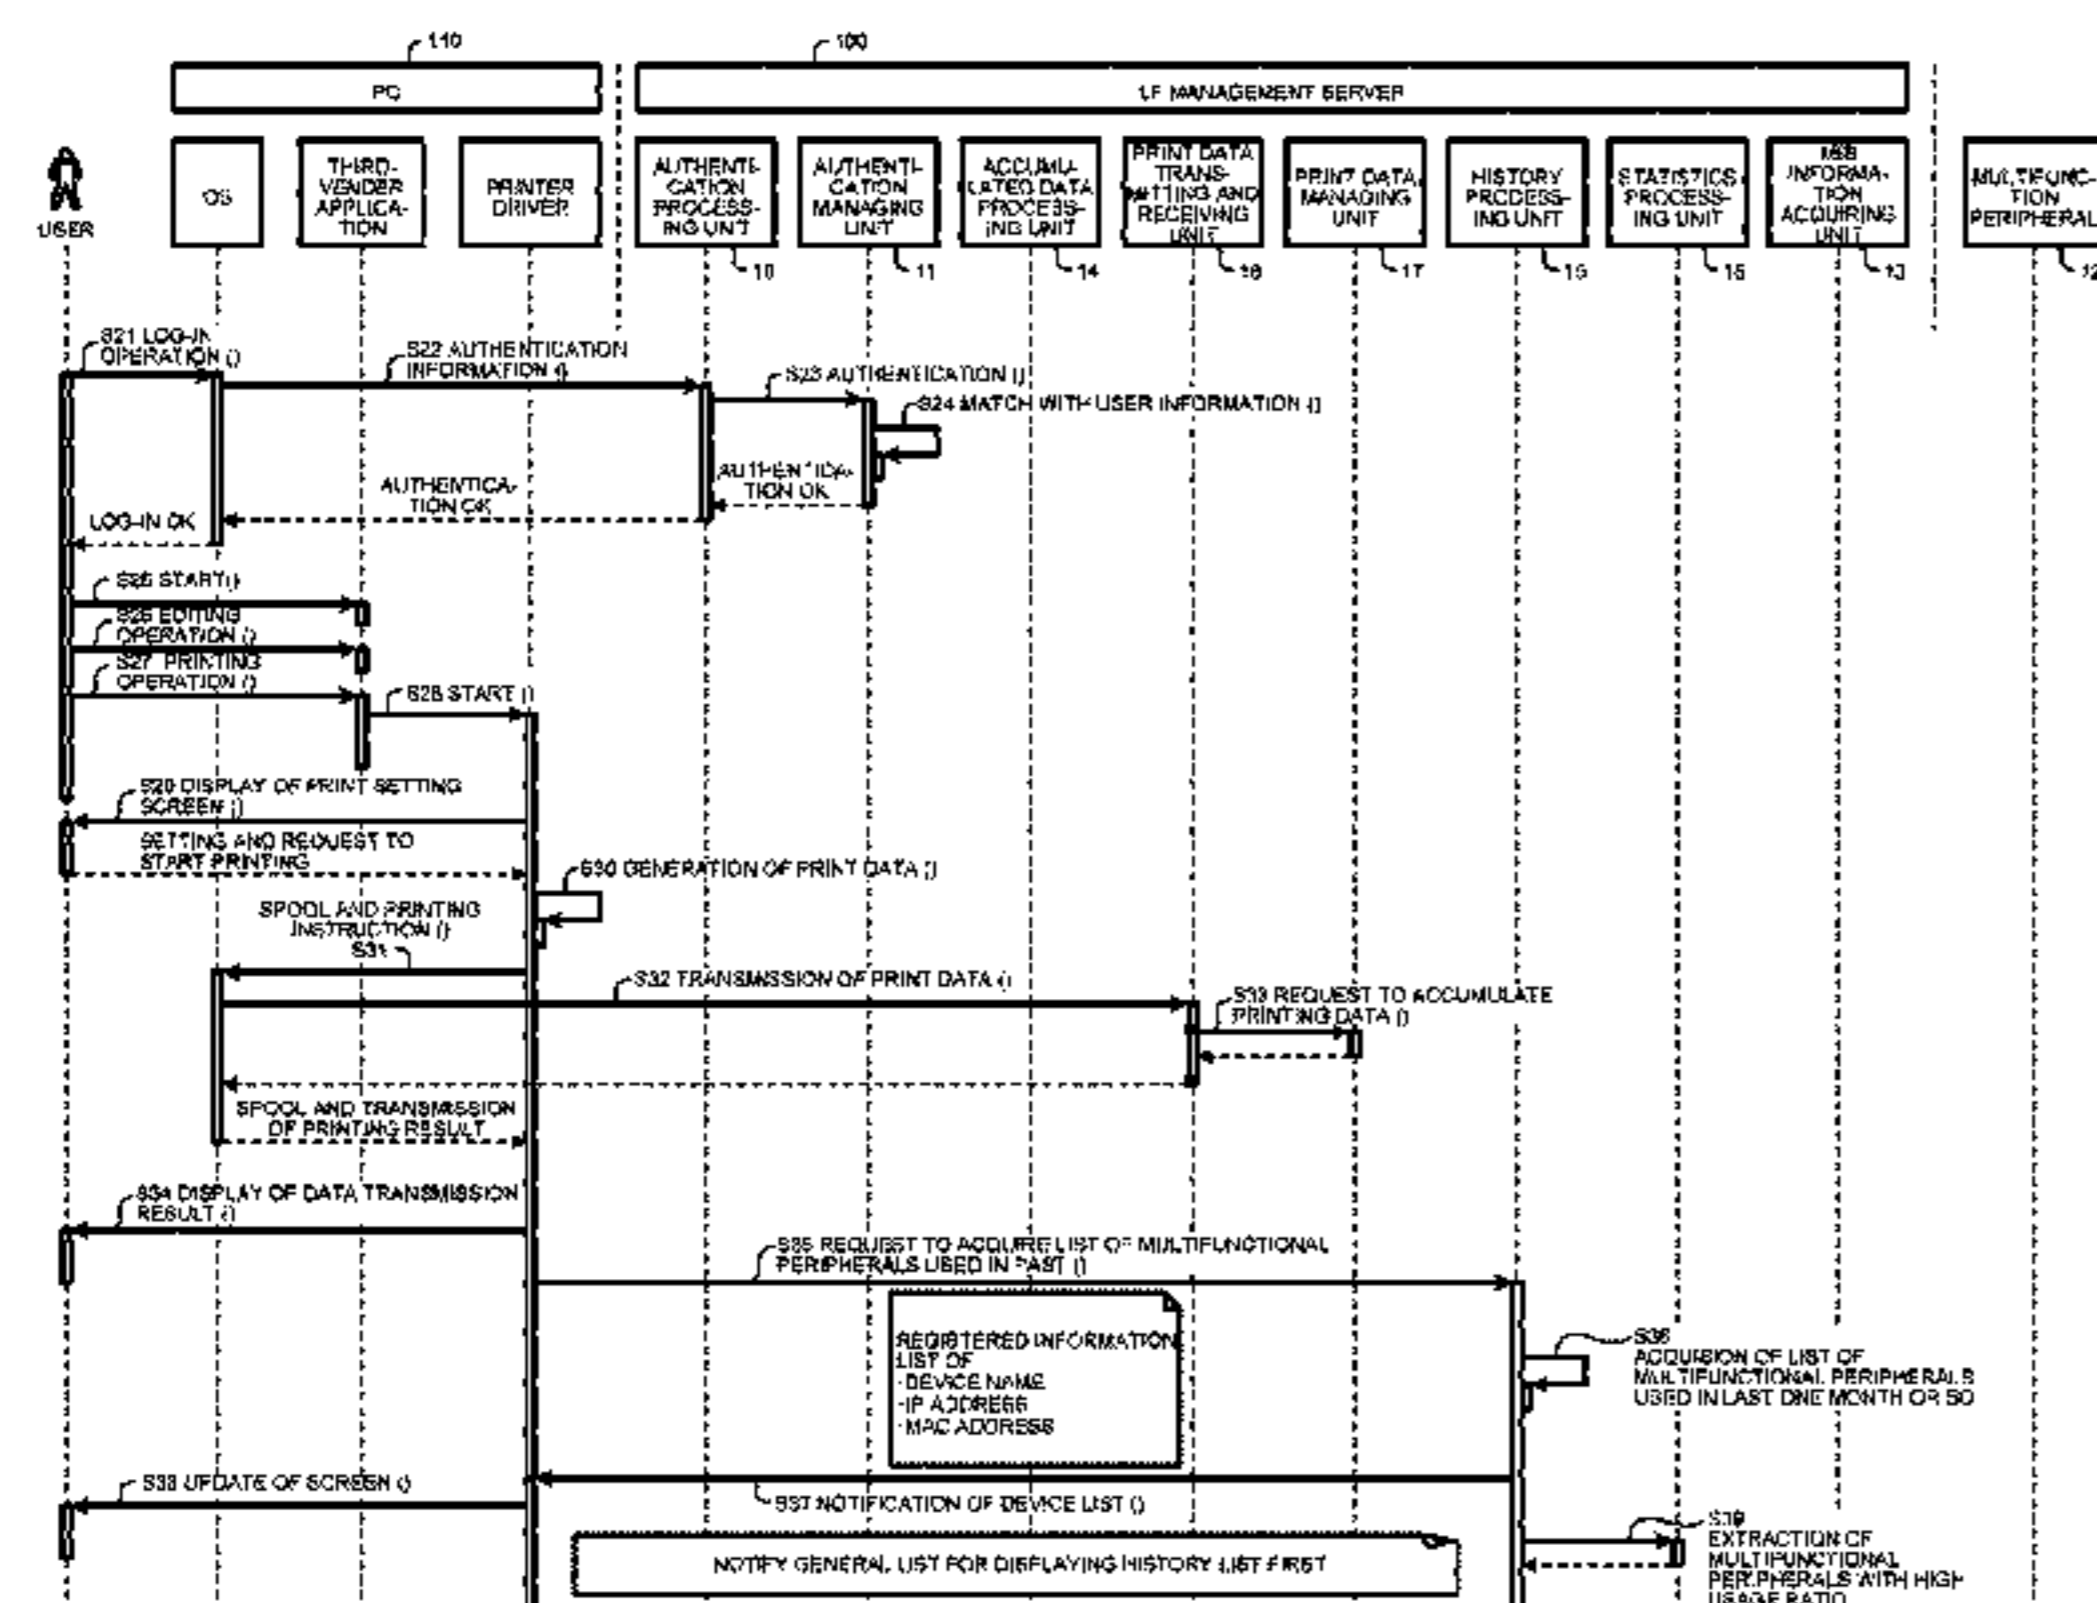 110
100
PC
LF MANAGEMENT SERVER
USER
OS
THIRD-
VENDER
APPLICA-
TION
PRINTER
DRIVER
AUTHENTI-
CATION
PROCESS-
ING UNIT
AUTHENTI-
CATION
MANAGING
UNIT
ACCUMU-
LATED DATA
PROCESS-
ING UNIT
PRINT DATA
TRANS-
MITTING AND
RECEIVING
UNIT
PRINT DATA
MANAGING
UNIT
HISTORY
PROCESS-
ING UNIT
STATISTICS
PROCESS-
ING UNIT
INFORMA-
TION
ACQUIRING
UNIT
MULTIFUNC-
TION
PERIPHERAL
10
11
14
17
13
12
S21 LOG-IN
OPERATION ()
S22 AUTHENTICATION
INFORMATION ()
S23 AUTHENTICATION ()
S24 MATCH WITH USER INFORMATION ()
AUTHENTICA-
TION OK
AUTHENTICA-
TION OK
LOG-IN OK
S25 START()
S26 EDITING
OPERATION ()
S27 PRINTING
OPERATION ()
S28 START ()
S29 DISPLAY OF PRINT SETTING
SCREEN ()
SETTING AND REQUEST TO
START PRINTING
S30 GENERATION OF PRINT DATA ()
SPOOL AND PRINTING
INSTRUCTION ()
S31
S32 TRANSMISSION OF PRINT DATA ()
S33 REQUEST TO ACCUMULATE
PRINTING DATA ()
SPOOL AND TRANSMISSION
OF PRINTING RESULT
S34 DISPLAY OF DATA TRANSMISSION
RESULT ()
S35 REQUEST TO ACQUIRE LIST OF MULTIFUNCTIONAL
PERIPHERALS USED IN PAST ()
REGISTERED INFORMATION
LIST OF
·DEVICE NAME
·IP ADDRESS
·MAC ADDRESS
S36
ACQUISION OF LIST OF
MULTIFUNCTIONAL PERIPHERALS
USED IN LAST ONE MONTH OR SO
S38 UPDATE OF SCREEN ()
S37 NOTIFICATION OF DEVICE LIST ()
NOTIFY GENERAL LIST FOR DISPLAYING HISTORY LIST FIRST
S39
EXTRACTION OF
MULTIFUNCTIONAL
PERIPHERALS WITH HIGH
USAGE RATIO